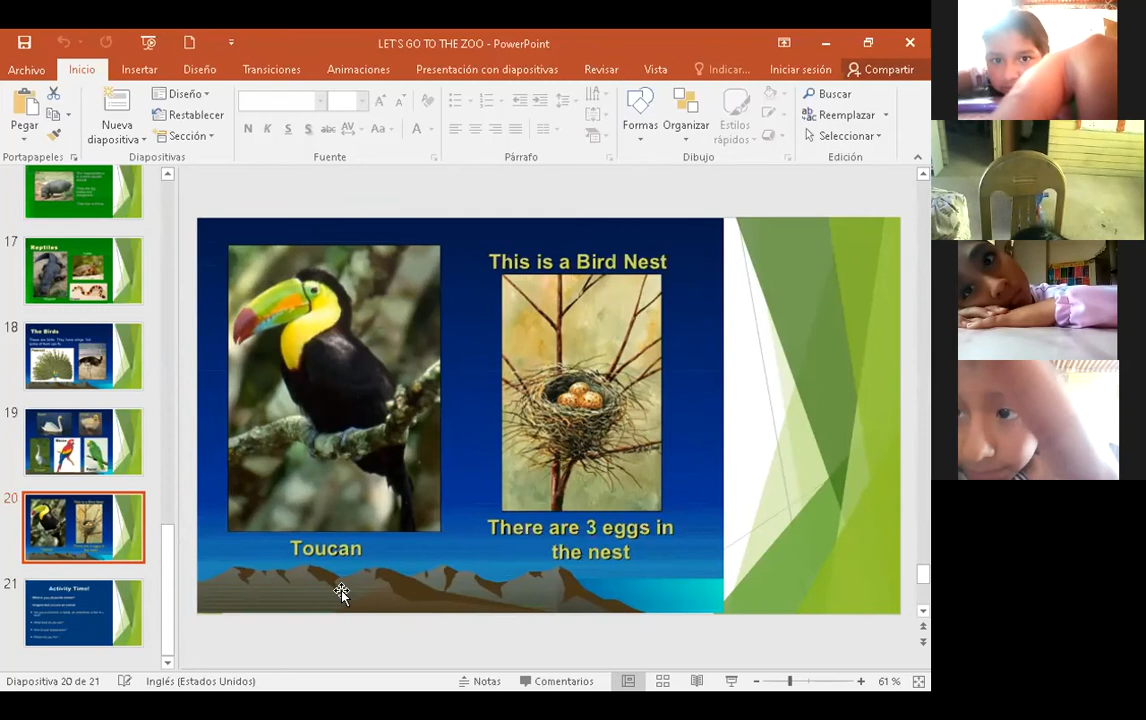 LET'S GO TO THE ZOO - PowerPoint
Archivo
Inicio
Insertar
Diseño
Transiciones
Animaciones
Presentación con diapositivas
Revisar
Vista
Indicar...
Iniciar sesión
Compartir
Pegar
Nueva
diapositiva
Diseño
Restablecer
Sección
N K S S abc AV Aa A
Formas
Organizar
Estilos
rápidos
Buscar
Reemplazar
Seleccionar
Portapapeles
Diapositivas
Fuente
Párrafo
Dibujo
Edición
17
Reptiles
18
The Birds
19
20
21
Activity Time!
This is a Bird Nest
There are 3 eggs in
the nest
Toucan
Diapositiva 20 de 21
Inglés (Estados Unidos)
Notas
Comentarios
61 %